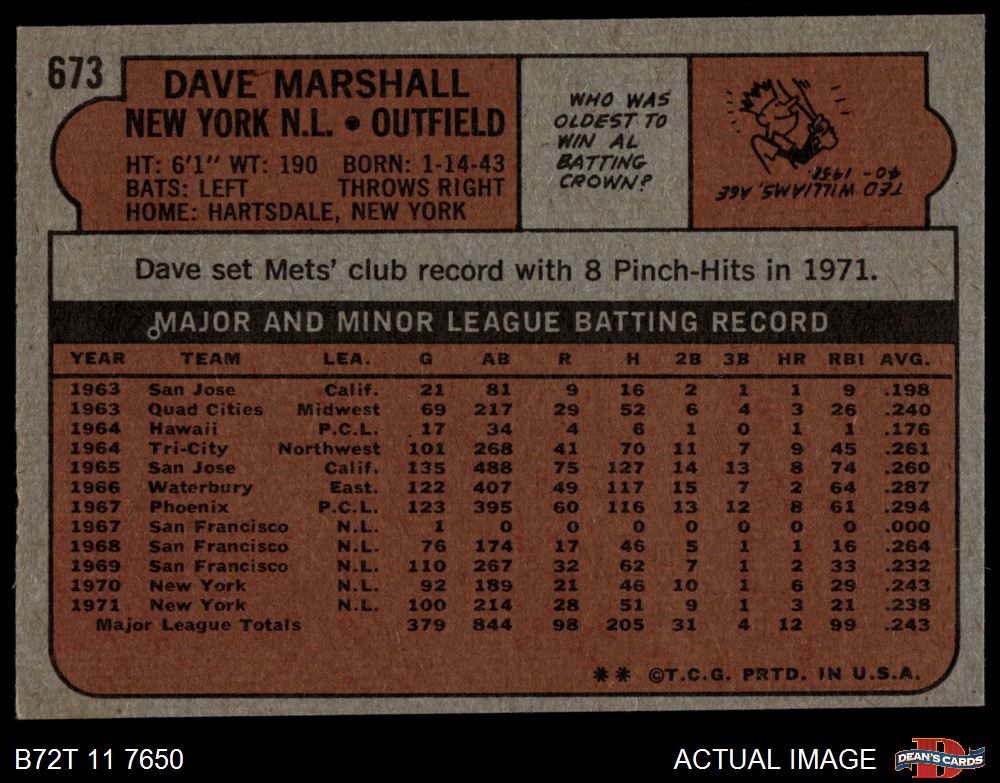 673
DAVE MARSHALL
NEW YORK N.L. • OUTFIELD
HT: 6'1" WT: 190 BORN: 1-14-43
BATS: LEFT THROWS RIGHT
HOME: HARTSDALE, NEW YORK
WHO WAS
OLDEST TO
WIN AL
BATTING
CROWN?
TED WILLIAMS, AGE
40 - 1958.
Dave set Mets' club record with 8 Pinch-Hits in 1971.
MAJOR AND MINOR LEAGUE BATTING RECORD
YEAR TEAM LEA. G AB R H 2B 3B HR RBI AVG.
1963 San Jose Calif. 21 81 9 16 2 1 1 9 .198
1963 Quad Cities Midwest 69 217 29 52 6 4 3 26 .240
1964 Hawaii P.C.L. 17 34 4 6 1 0 1 1 .176
1964 Tri-City Northwest 101 268 41 70 11 7 9 45 .261
1965 San Jose Calif. 135 488 75 127 14 13 8 74 .260
1966 Waterbury East. 122 407 49 117 15 7 2 64 .287
1967 Phoenix P.C.L. 123 395 60 116 13 12 8 61 .294
1967 San Francisco N.L. 1 0 0 0 0 0 0 0 .000
1968 San Francisco N.L. 76 174 17 46 5 1 1 16 .264
1969 San Francisco N.L. 110 267 32 62 7 1 2 33 .232
1970 New York N.L. 92 189 21 46 10 1 6 29 .243
1971 New York N.L. 100 214 28 51 9 1 3 21 .238
Major League Totals 379 844 98 205 31 4 12 99 .243
** ©T.C.G. PRTD. IN U.S.A.
B72T 11 7650
ACTUAL IMAGE
D
DEAN'S CARDS